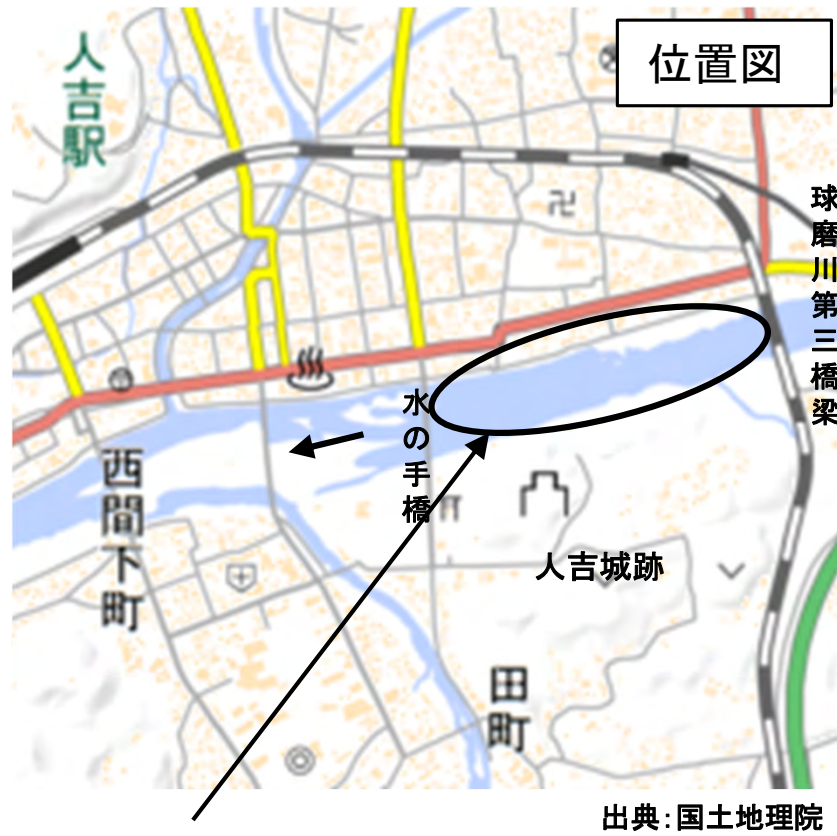 位置図
人吉駅
球磨川第三橋梁
水の手橋
西間下町
人吉城跡
田町
出典：国土地理院